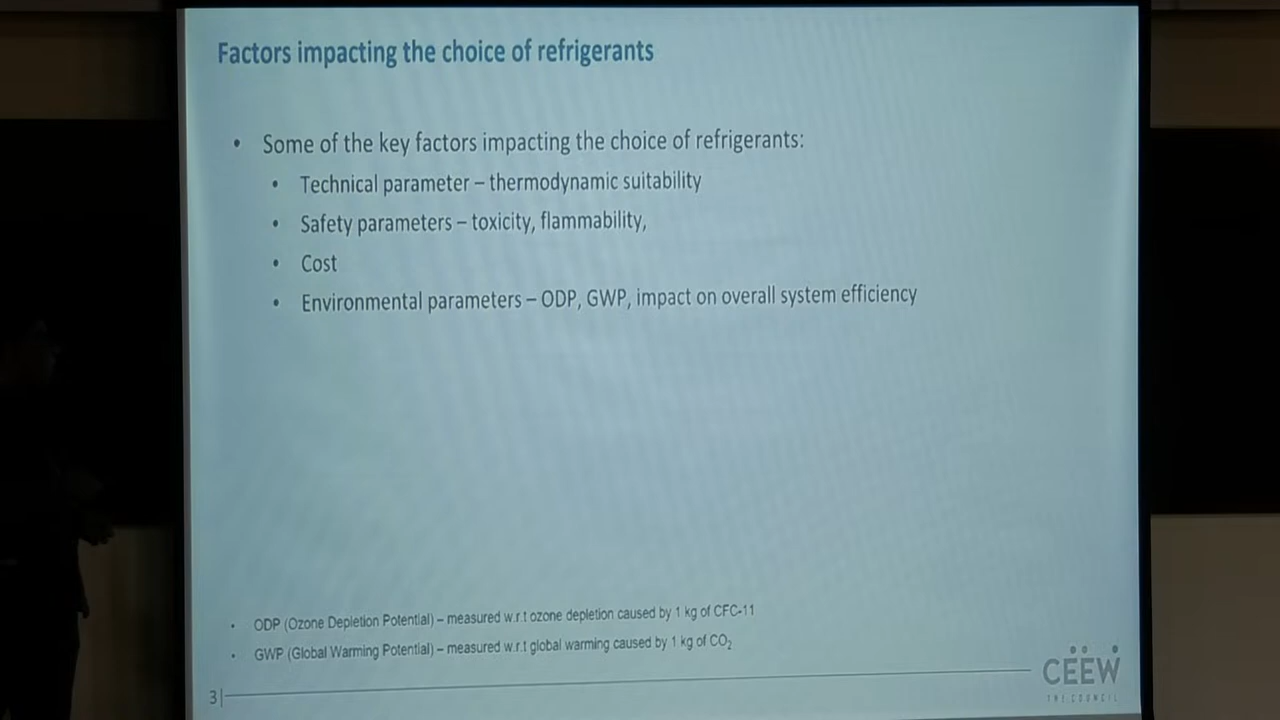 Factors impacting the choice of refrigerants
• Some of the key factors impacting the choice of refrigerants:
• Technical parameter – thermodynamic suitability
• Safety parameters – toxicity, flammability,
• Cost
• Environmental parameters – ODP, GWP, impact on overall system efficiency
• ODP (Ozone Depletion Potential) – measured w.r.t ozone depletion caused by 1 kg of CFC-11
• GWP (Global Warming Potential) – measured w.r.t global warming caused by 1 kg of CO₂
3|
CEEW
THE COUNCIL